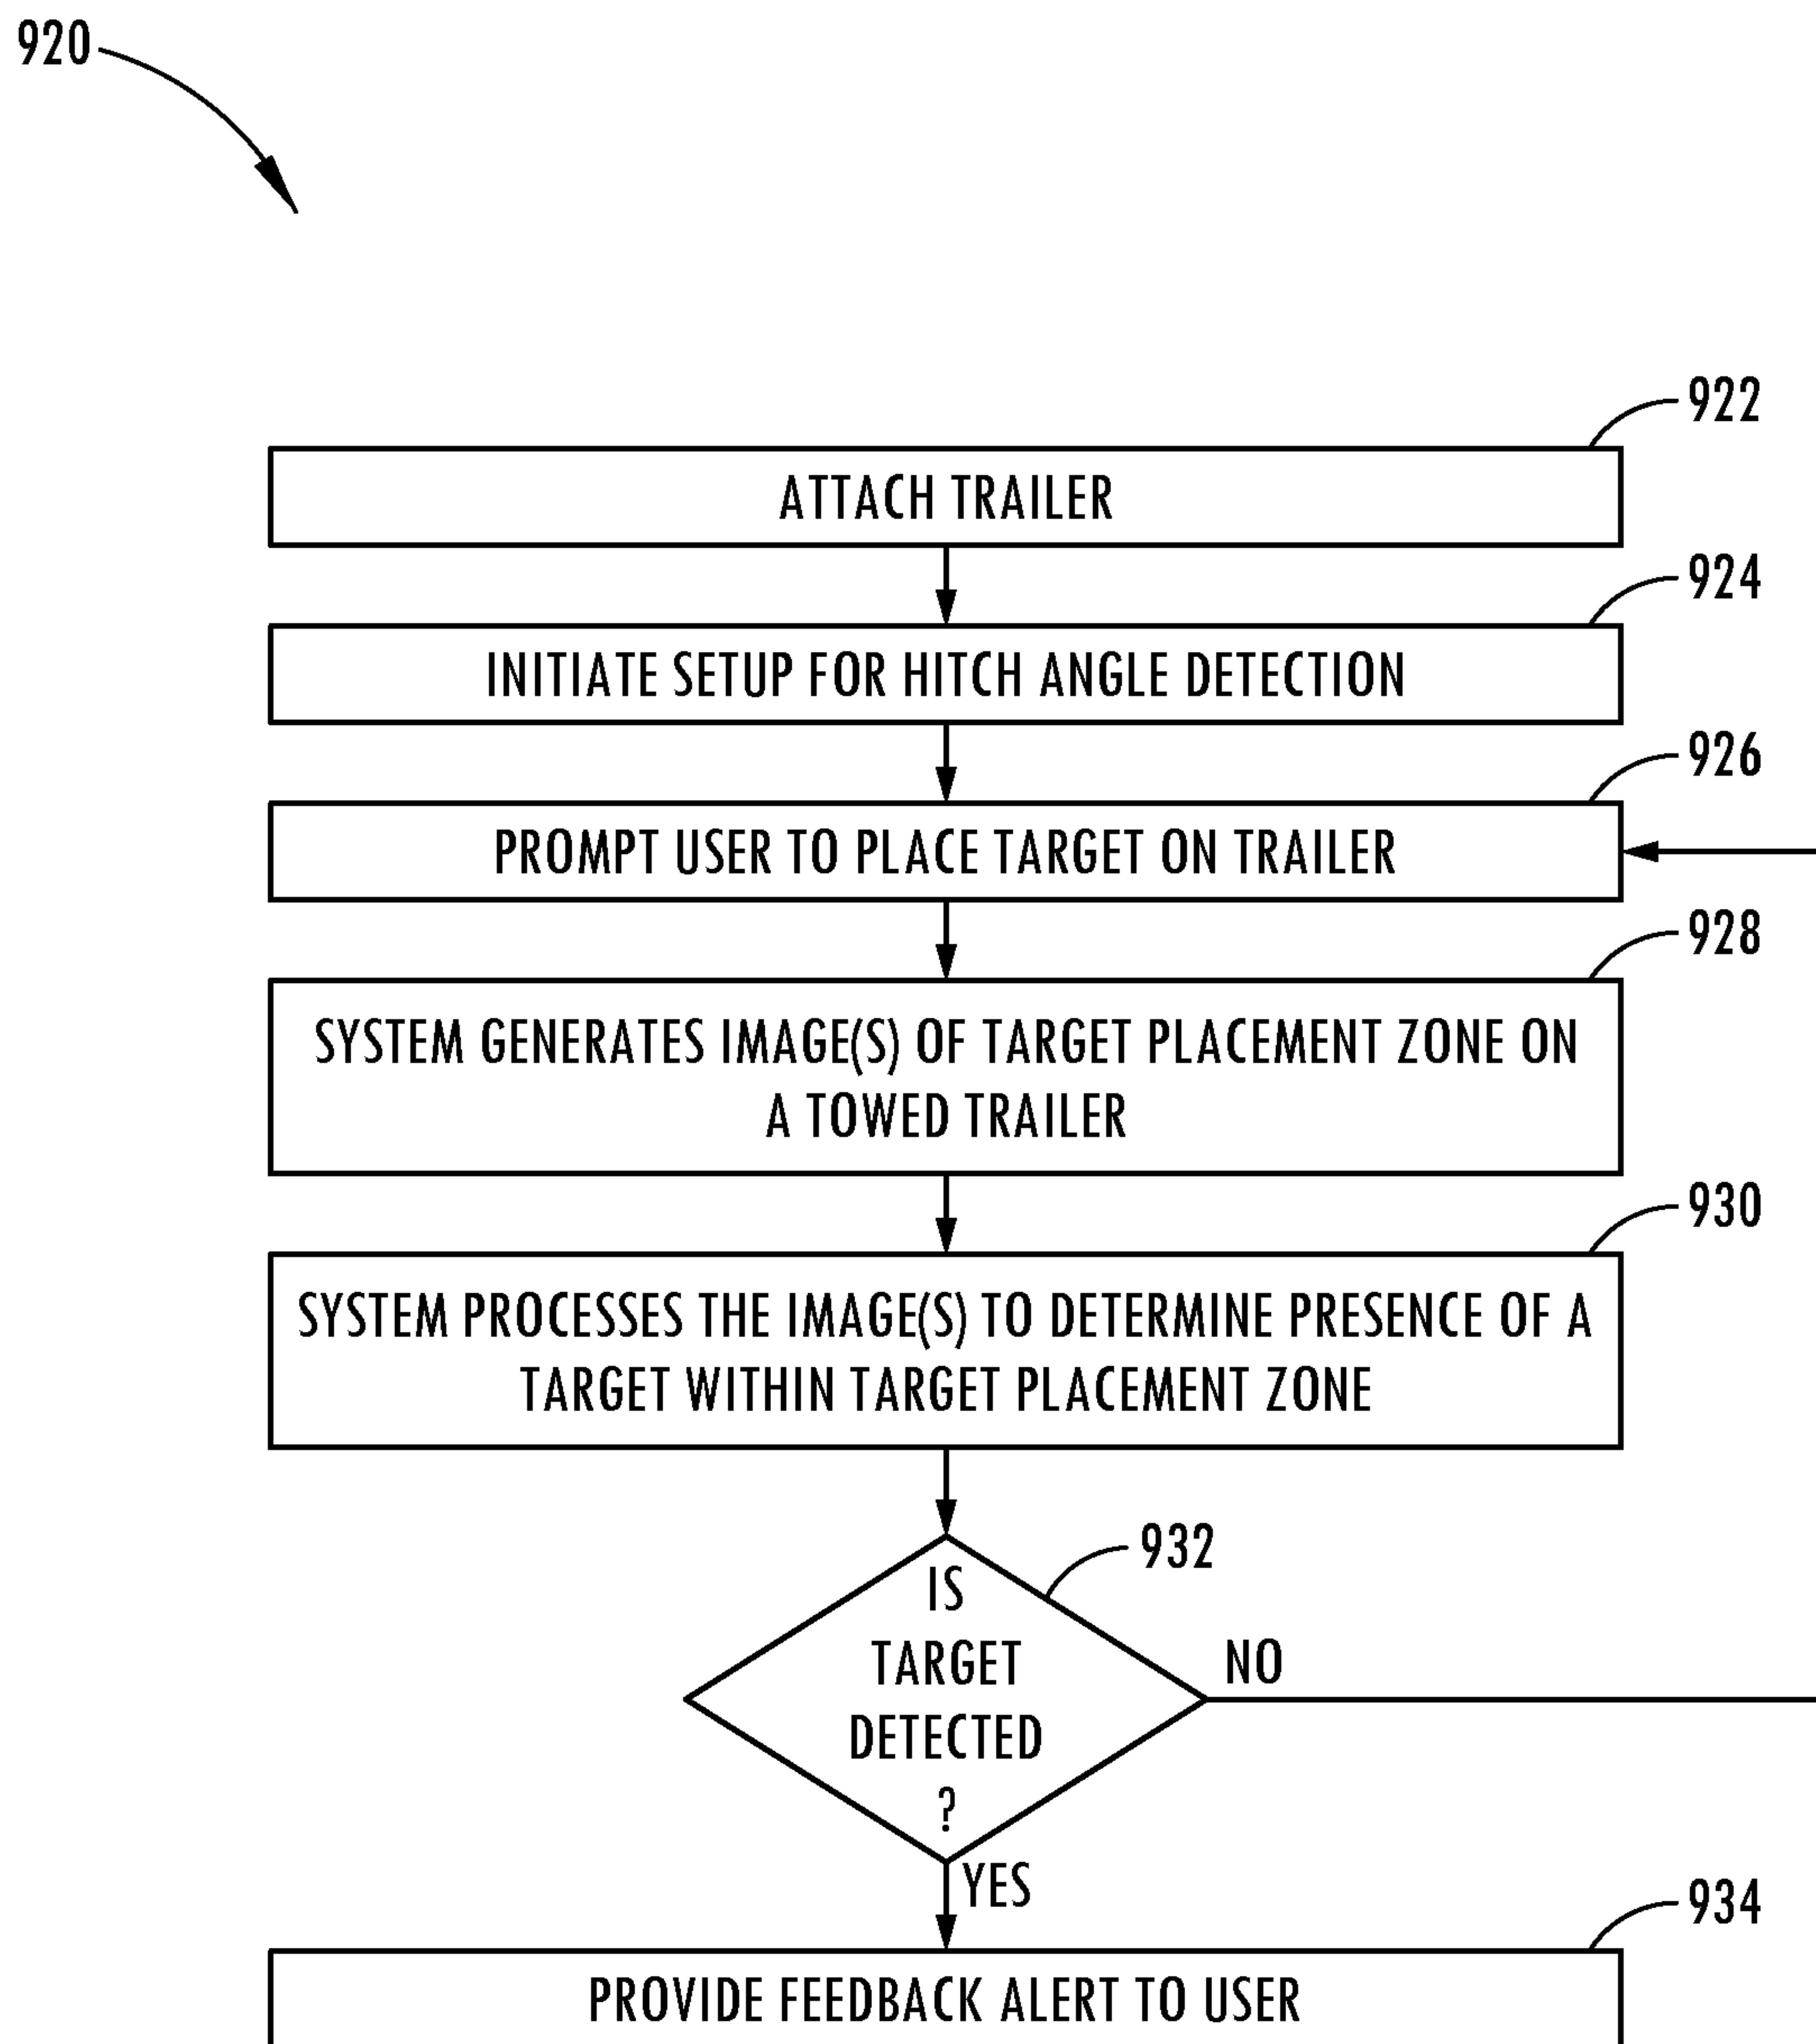 920
922
ATTACH TRAILER
924
INITIATE SETUP FOR HITCH ANGLE DETECTION
926
PROMPT USER TO PLACE TARGET ON TRAILER
928
SYSTEM GENERATES IMAGE(S) OF TARGET PLACEMENT ZONE ON
A TOWED TRAILER
930
SYSTEM PROCESSES THE IMAGE(S) TO DETERMINE PRESENCE OF A
TARGET WITHIN TARGET PLACEMENT ZONE
932
IS
TARGET
DETECTED
?
NO
YES
934
PROVIDE FEEDBACK ALERT TO USER